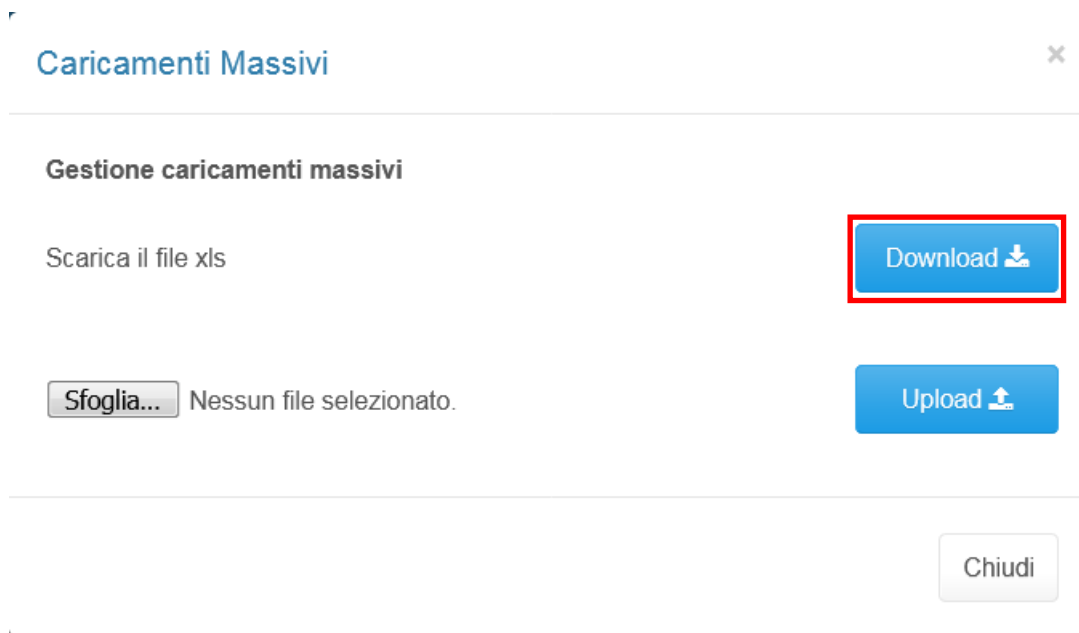 Caricamenti Massivi ×
Gestione caricamenti massivi
Scarica il file xls Download
Sfoglia... Nessun file selezionato. Upload
Chiudi